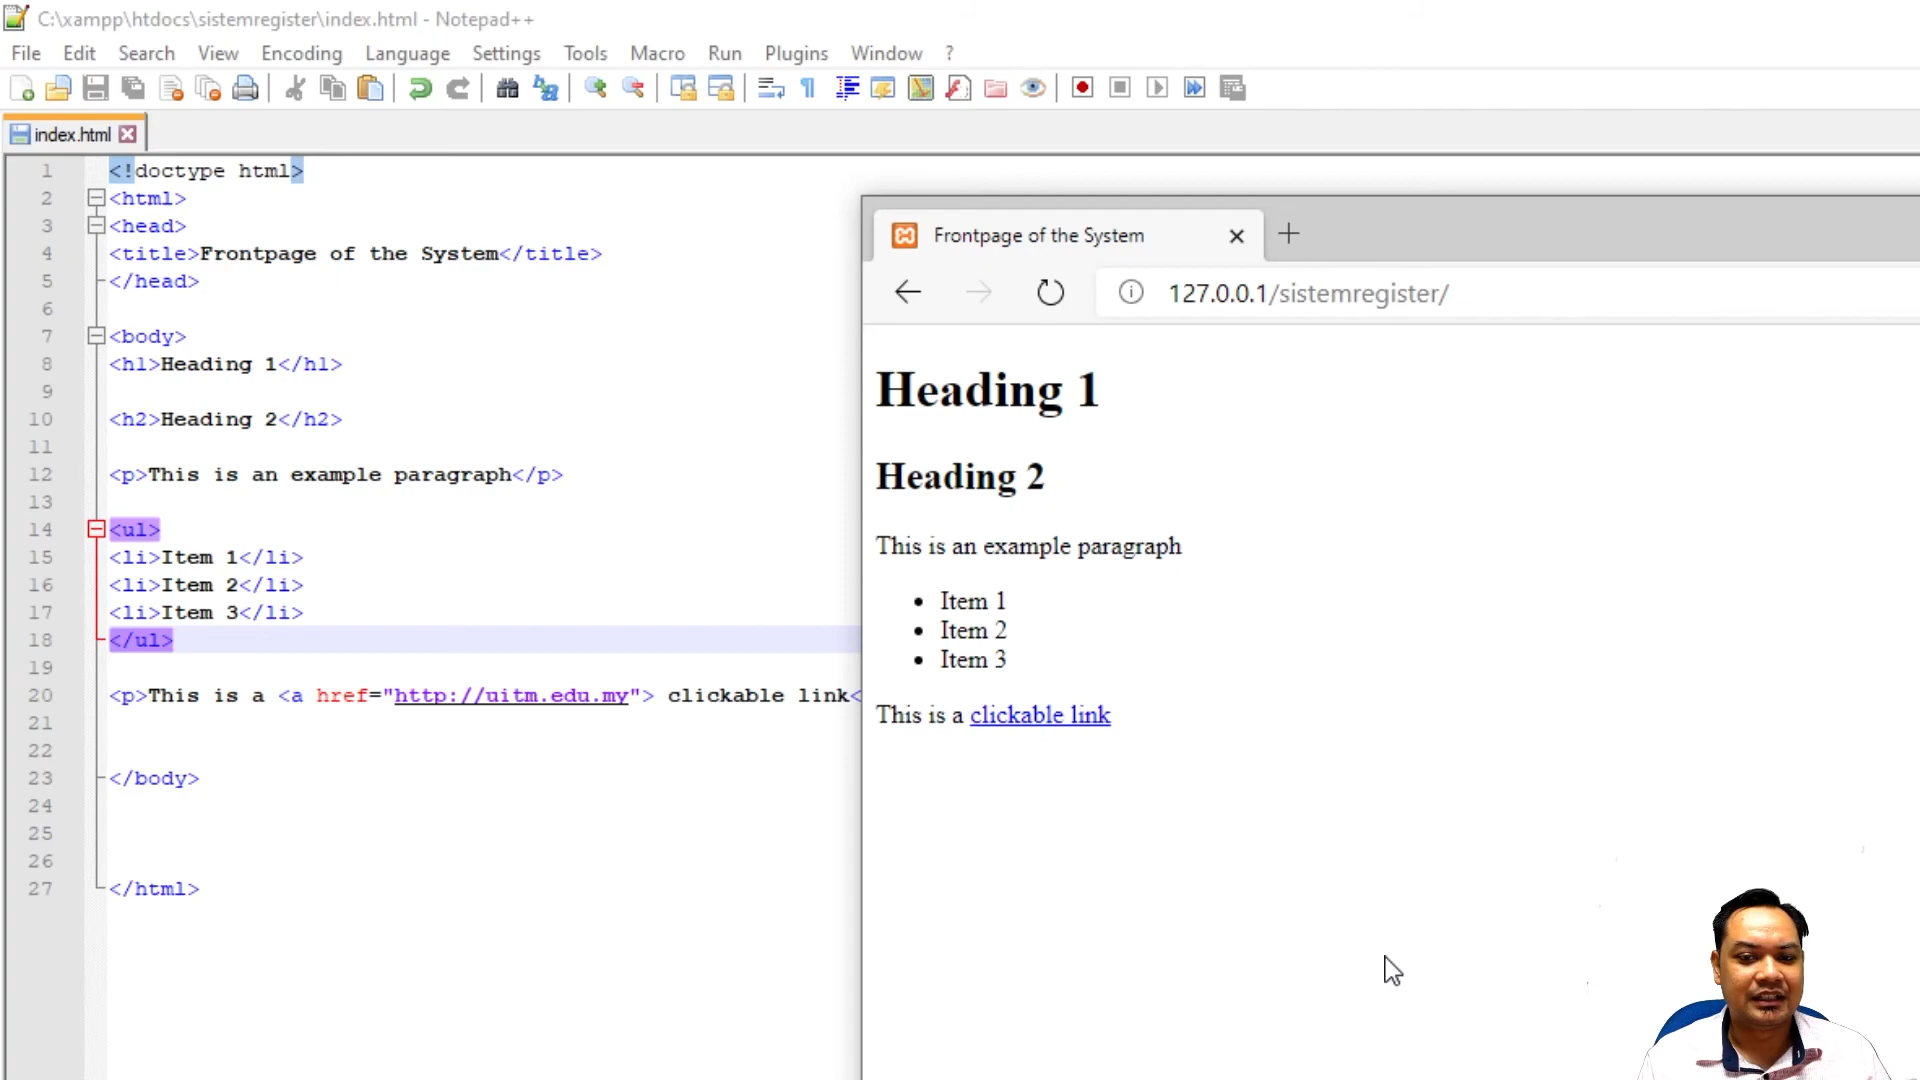 C:\xampp\htdocs\sistemregister\index.html - Notepad++
File Edit Search View Encoding Language Settings Tools Macro Run Plugins Window ?
index.html
1 <!doctype html>
2 <html>
3 <head>
4 <title>Frontpage of the System</title>
5 </head>
6
7 <body>
8 <h1>Heading 1</h1>
9
10 <h2>Heading 2</h2>
11
12 <p>This is an example paragraph</p>
13
14 <ul>
15 <li>Item 1</li>
16 <li>Item 2</li>
17 <li>Item 3</li>
18 </ul>
19
20 <p>This is a <a href="http://uitm.edu.my"> clickable link<
21
22
23 </body>
24
25
26
27 </html>
Frontpage of the System
127.0.0.1/sistemregister/
Heading 1
Heading 2
This is an example paragraph
• Item 1
• Item 2
• Item 3
This is a clickable link